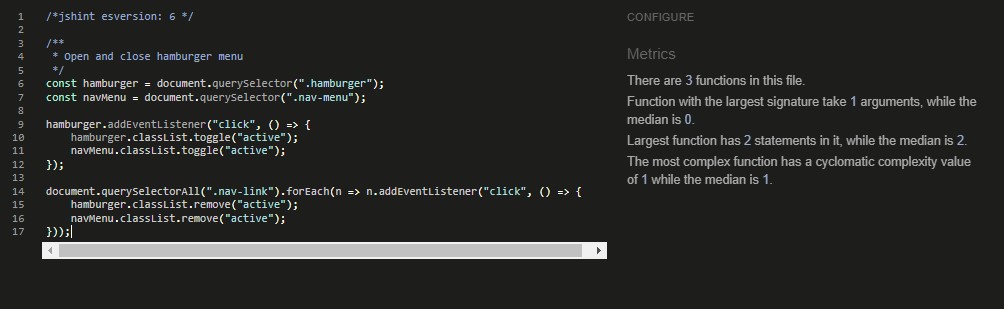 1 /*jshint esversion: 6 */
2
3 /**
4  * Open and close hamburger menu
5  */
6 const hamburger = document.querySelector(".hamburger");
7 const navMenu = document.querySelector(".nav-menu");
8
9 hamburger.addEventListener("click", () => {
10     hamburger.classList.toggle("active");
11     navMenu.classList.toggle("active");
12 });
13
14 document.querySelectorAll(".nav-link").forEach(n => n.addEventListener("click", () => {
15     hamburger.classList.remove("active");
16     navMenu.classList.remove("active");
17 }));
CONFIGURE
Metrics
There are 3 functions in this file.
Function with the largest signature take 1 arguments, while the
median is 0.
Largest function has 2 statements in it, while the median is 2.
The most complex function has a cyclomatic complexity value
of 1 while the median is 1.